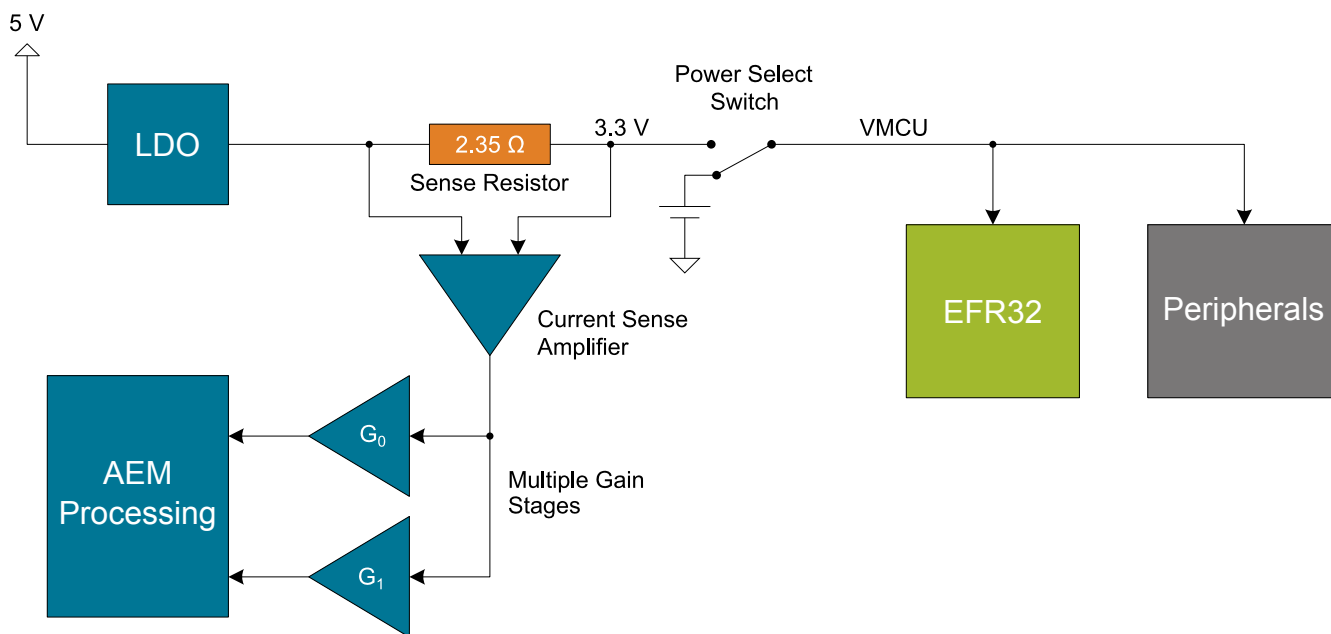 5 V
Power Select
Switch
LDO
2.35 Ω
3.3 V
VMCU
Sense Resistor
EFR32
Peripherals
Current Sense
Amplifier
AEM
Processing
G₀
Multiple Gain
Stages
G₁